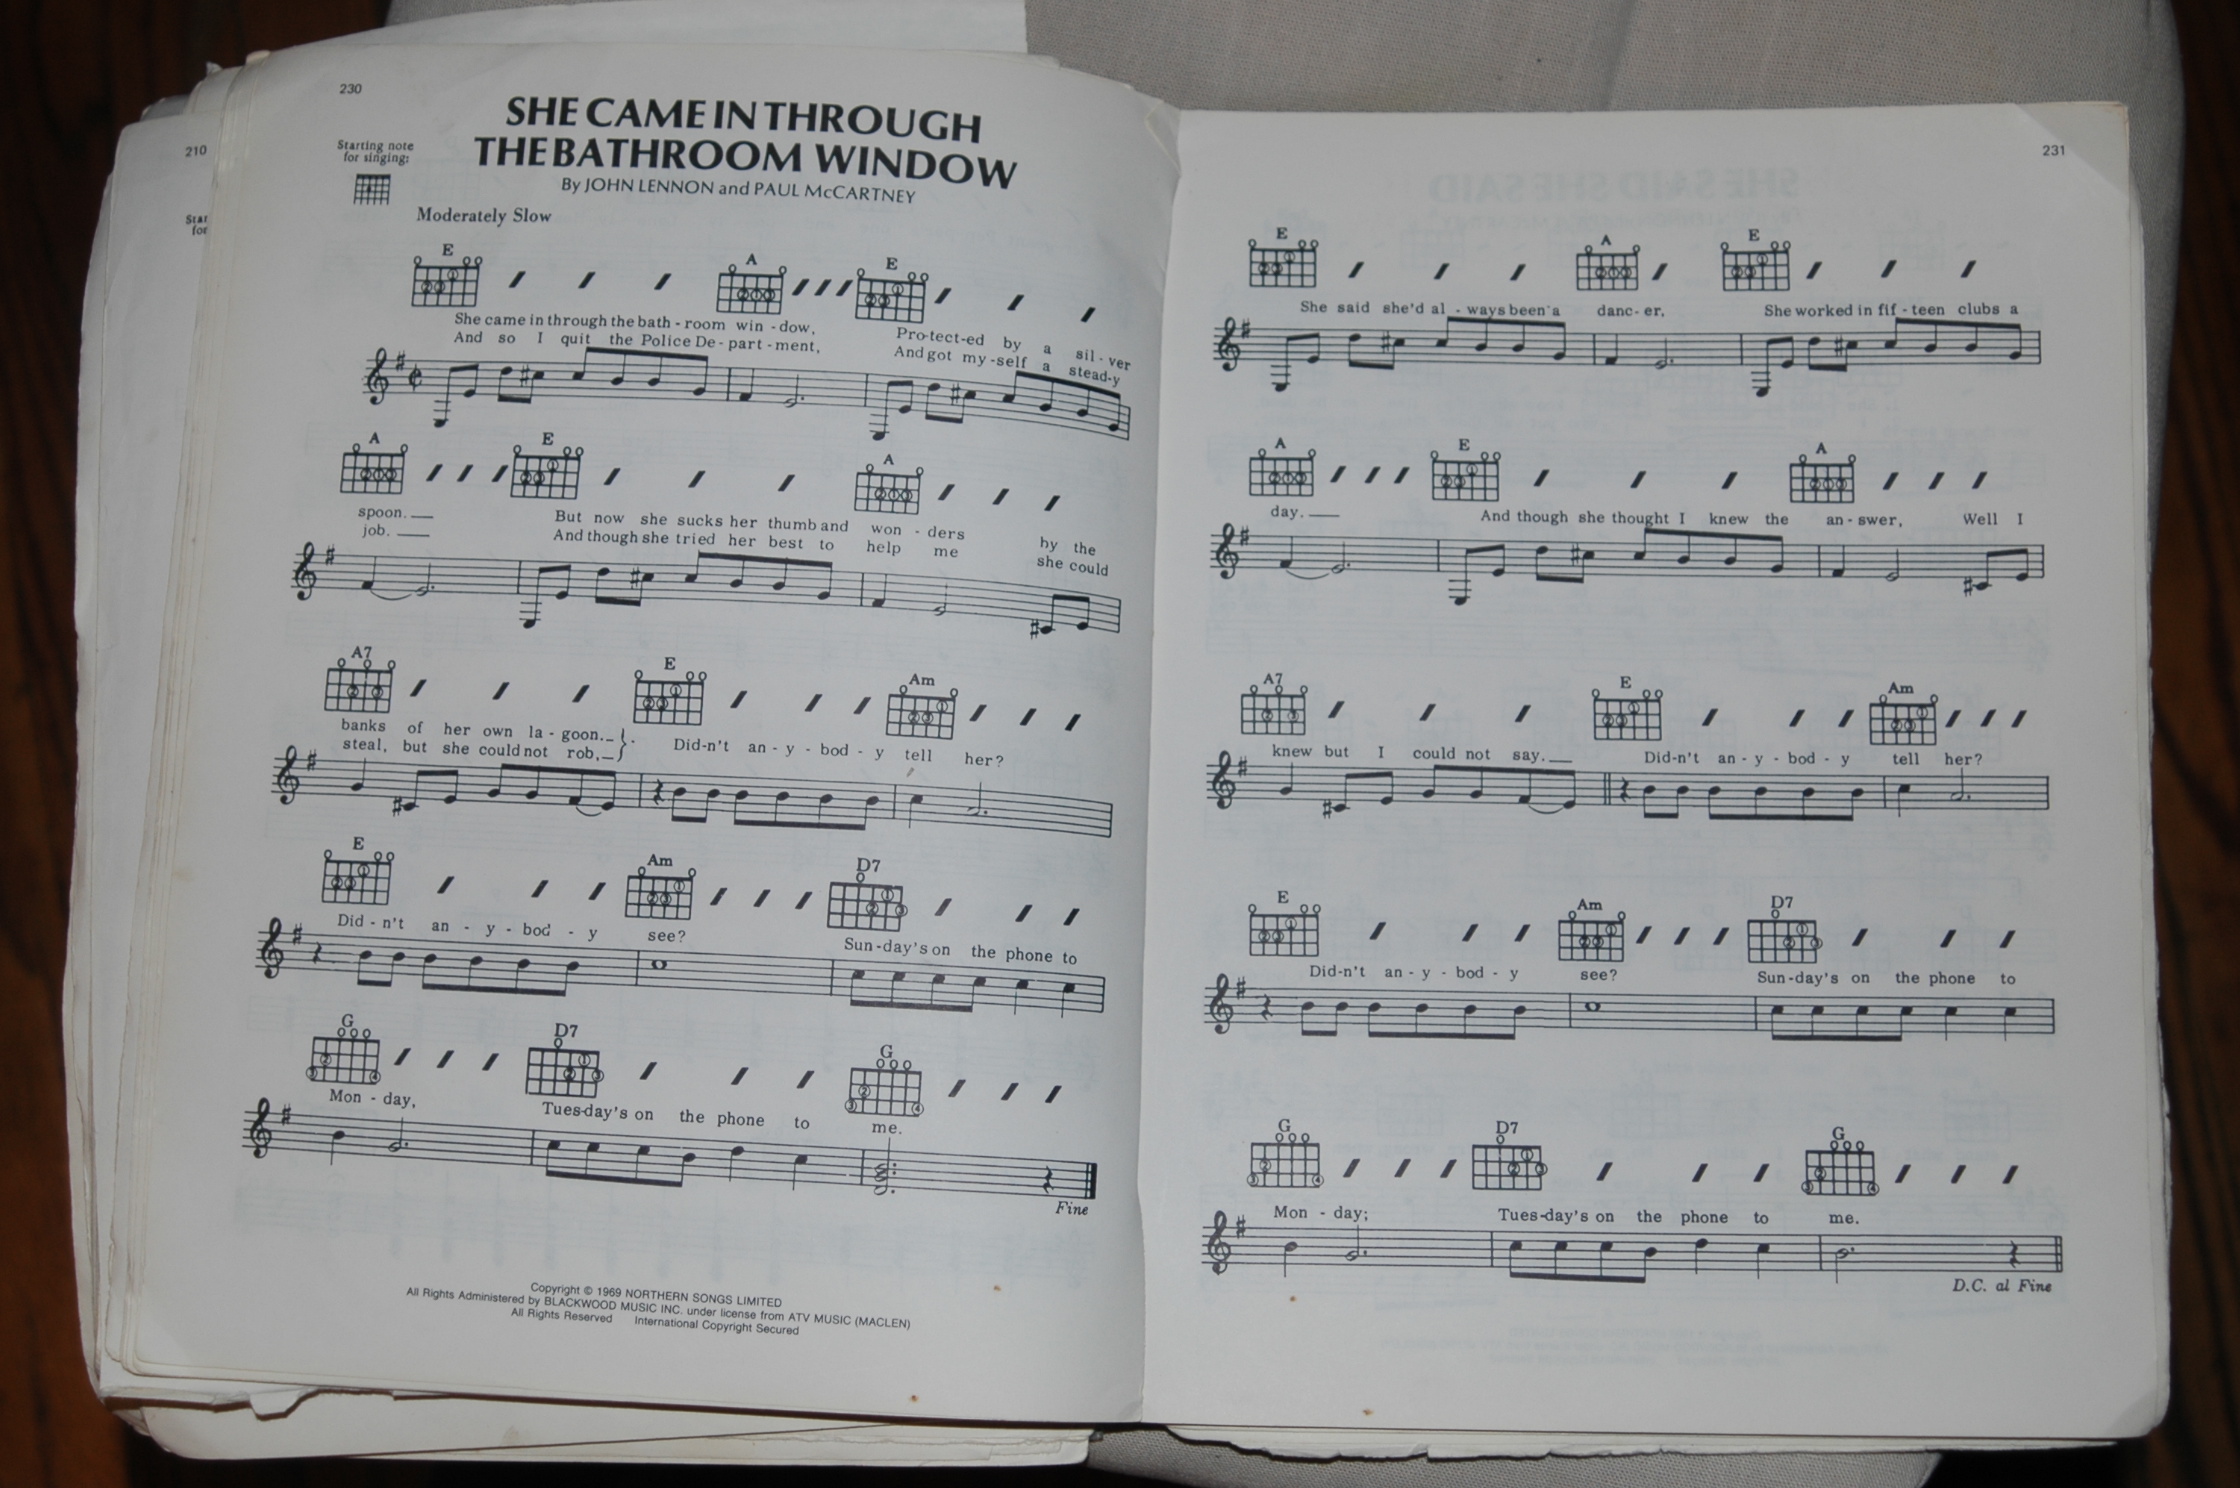 210
Star
for
230
SHE CAME IN THROUGH
THE BATHROOM WINDOW
By JOHN LENNON and PAUL McCARTNEY
Starting note
for singing:
Moderately Slow
E A E
She came in through the bath - room win - dow, Pro-tect-ed by a sil - ver
And so I quit the Police De - part - ment, And got my-self a stead-y
A E A
spoon. But now she sucks her thumb and won - ders by the
job. And though she tried her best to help me she could
A7 E Am
banks of her own la - goon. Did-n't an - y - bod - y tell her?
steal, but she could not rob,
E Am D7
Did - n't an - y - bod - y see? Sun-day's on the phone to
G D7 G
Mon - day, Tues-day's on the phone to me.
Fine
Copyright © 1969 NORTHERN SONGS LIMITED
All Rights Administered by BLACKWOOD MUSIC INC. under license from ATV MUSIC (MACLEN)
All Rights Reserved International Copyright Secured
231
E A E
She said she'd al - ways been a danc- er, She worked in fif - teen clubs a
A E A
day. And though she thought I knew the an - swer, Well I
A7 E Am
knew but I could not say. Did-n't an - y - bod - y tell her?
E Am D7
Did-n't an - y - bod - y see? Sun-day's on the phone to
G D7 G
Mon - day; Tues-day's on the phone to me.
D.C. al Fine